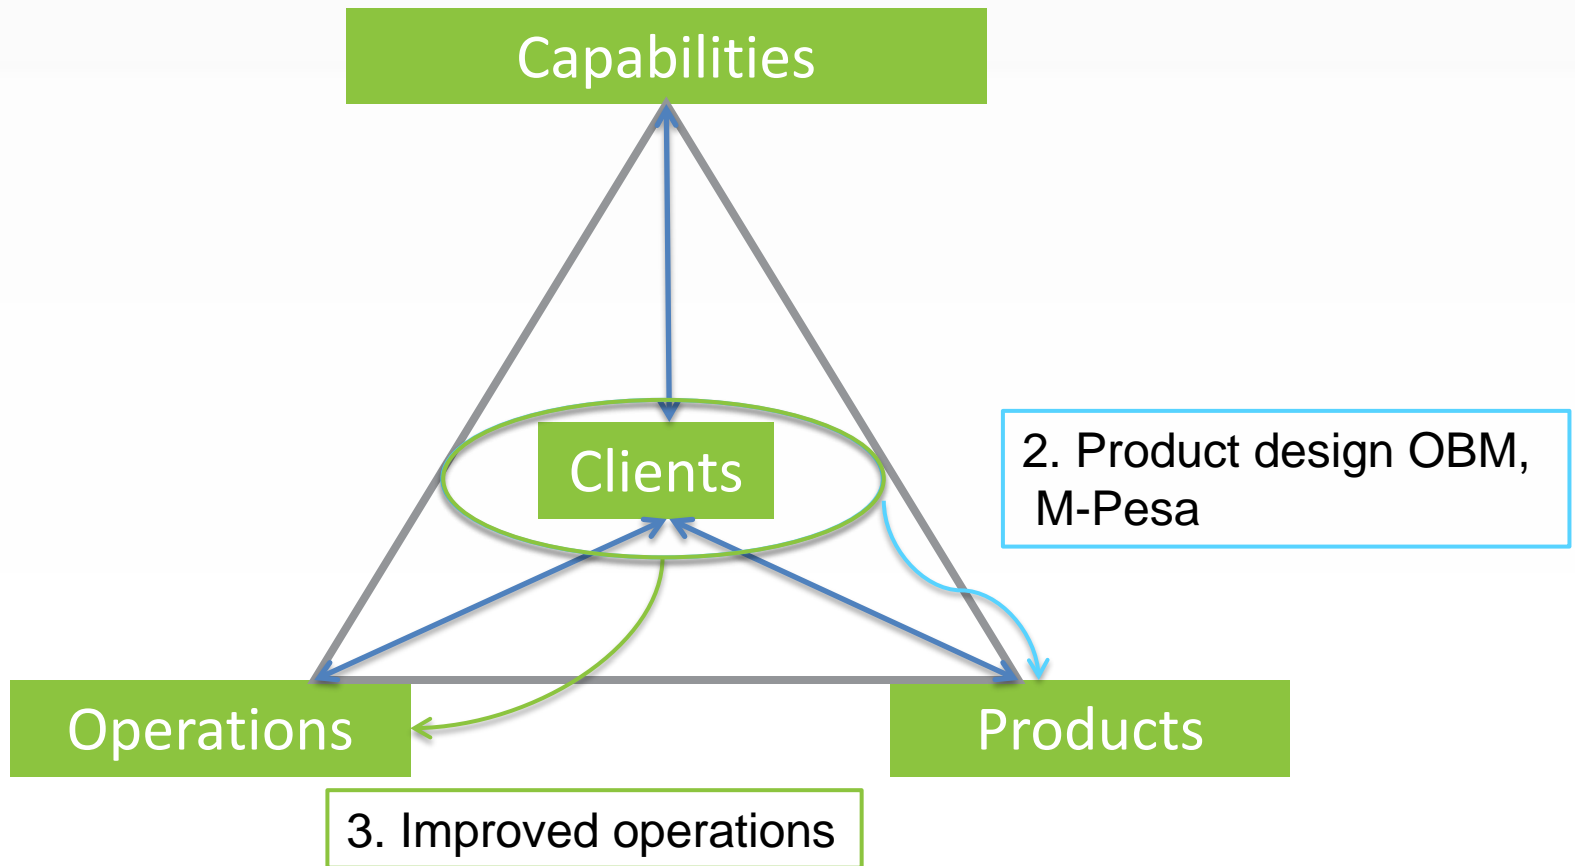 Capabilities
Clients
2. Product design OBM,
M-Pesa
Operations
Products
3. Improved operations